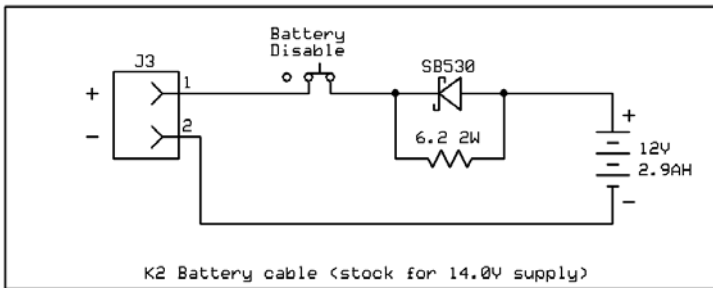 Battery
Disable
J3
SB530
1
+
2
-
6.2 2W
+
12V
2.9AH
-
K2 Battery cable (stock for 14.0V supply)